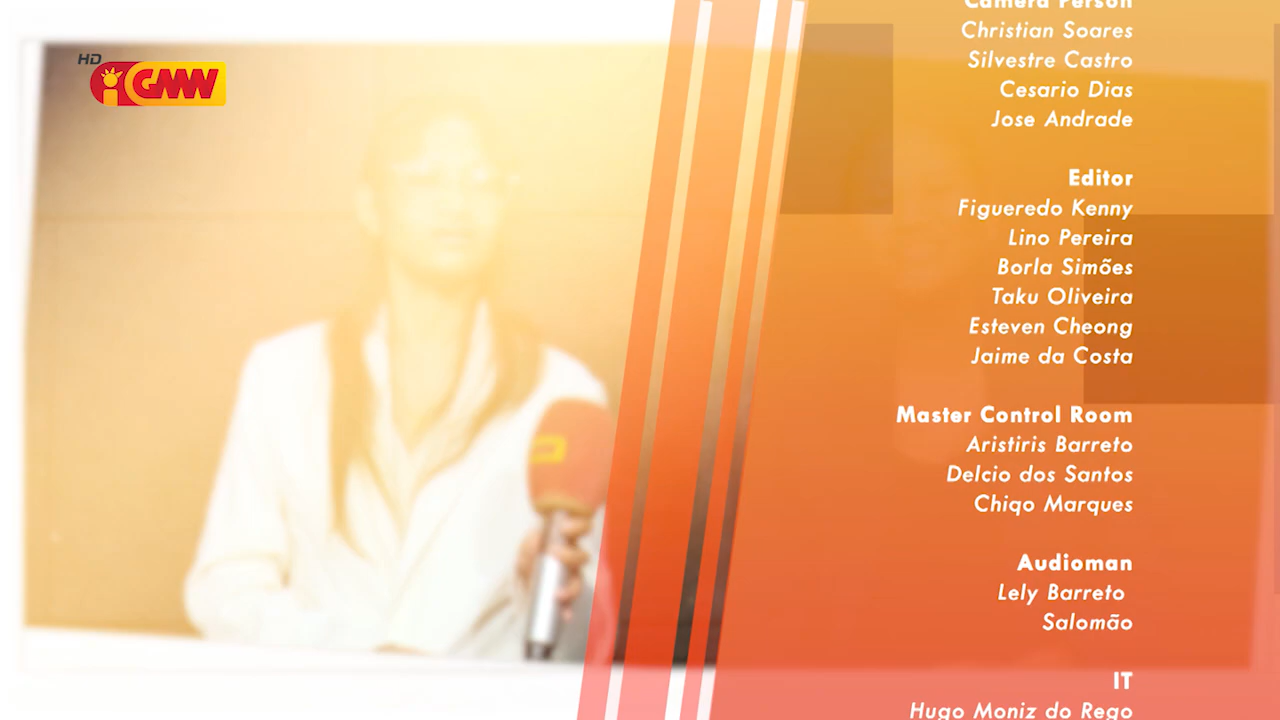 HD
GMN
Camera Person
Christian Soares
Silvestre Castro
Cesario Dias
Jose Andrade
Editor
Figueredo Kenny
Lino Pereira
Borla Simões
Taku Oliveira
Esteven Cheong
Jaime da Costa
Master Control Room
Aristiris Barreto
Delcio dos Santos
Chiqo Marques
Audioman
Lely Barreto
Salomão
IT
Hugo Moniz do Rego